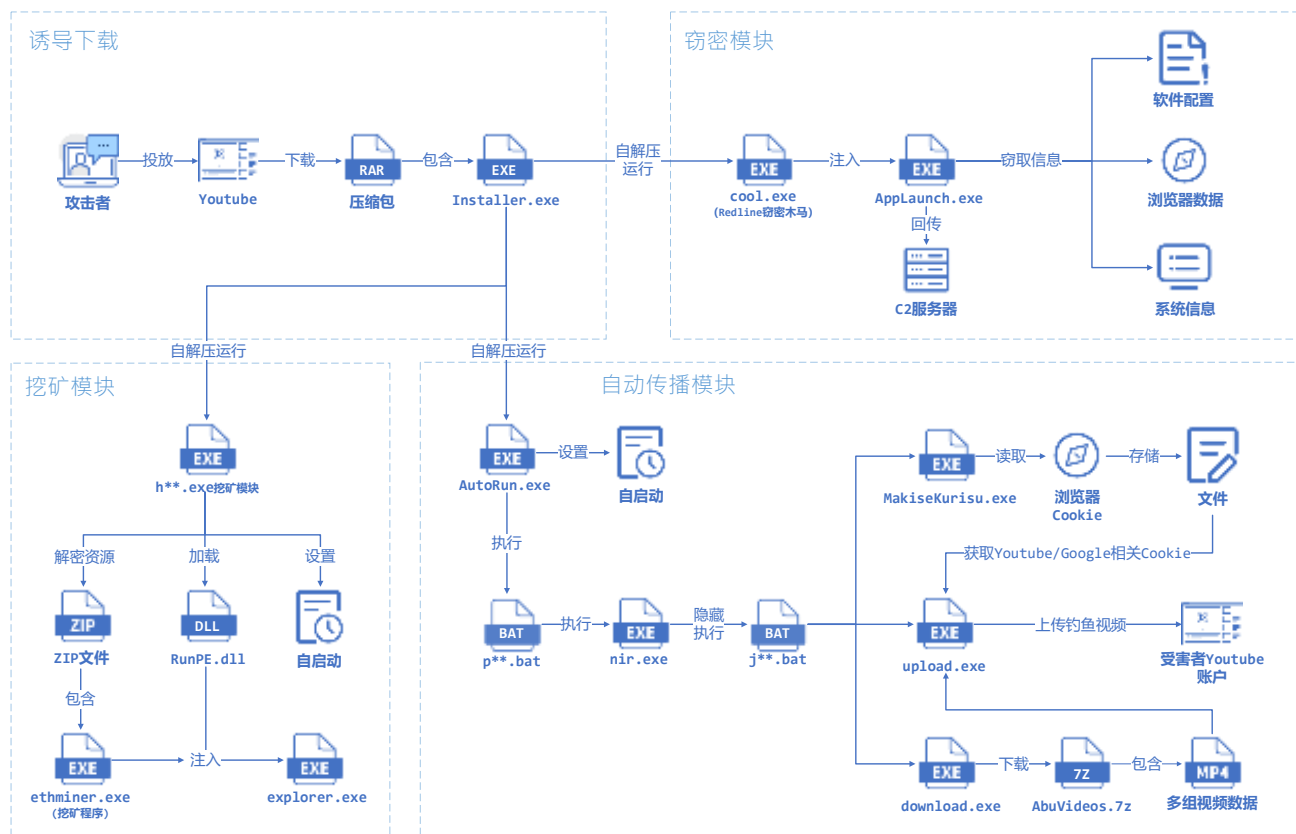 诱导下载
投放
下载
RAR
包含
EXE
攻击者
Youtube
压缩包
Installer.exe
自解压
运行
窃密模块
EXE
注入
EXE
窃取信息
cool.exe
(Redline窃密木马)
AppLaunch.exe
回传
C2服务器
软件配置
浏览器数据
系统信息
自解压运行
自解压运行
挖矿模块
EXE
h**.exe挖矿模块
解密资源
加载
设置
ZIP
DLL
ZIP文件
RunPE.dll
自启动
包含
EXE
注入
EXE
ethminer.exe
(挖矿程序)
explorer.exe
自动传播模块
EXE
设置
AutoRun.exe
自启动
执行
BAT
执行
EXE
隐藏
执行
BAT
p**.bat
nir.exe
j**.bat
EXE
读取
存储
MakiseKurisu.exe
浏览器
Cookie
文件
获取Youtube/Google相关Cookie
EXE
上传钓鱼视频
upload.exe
受害者Youtube
账户
EXE
下载
7Z
包含
MP4
download.exe
AbuVideos.7z
多组视频数据